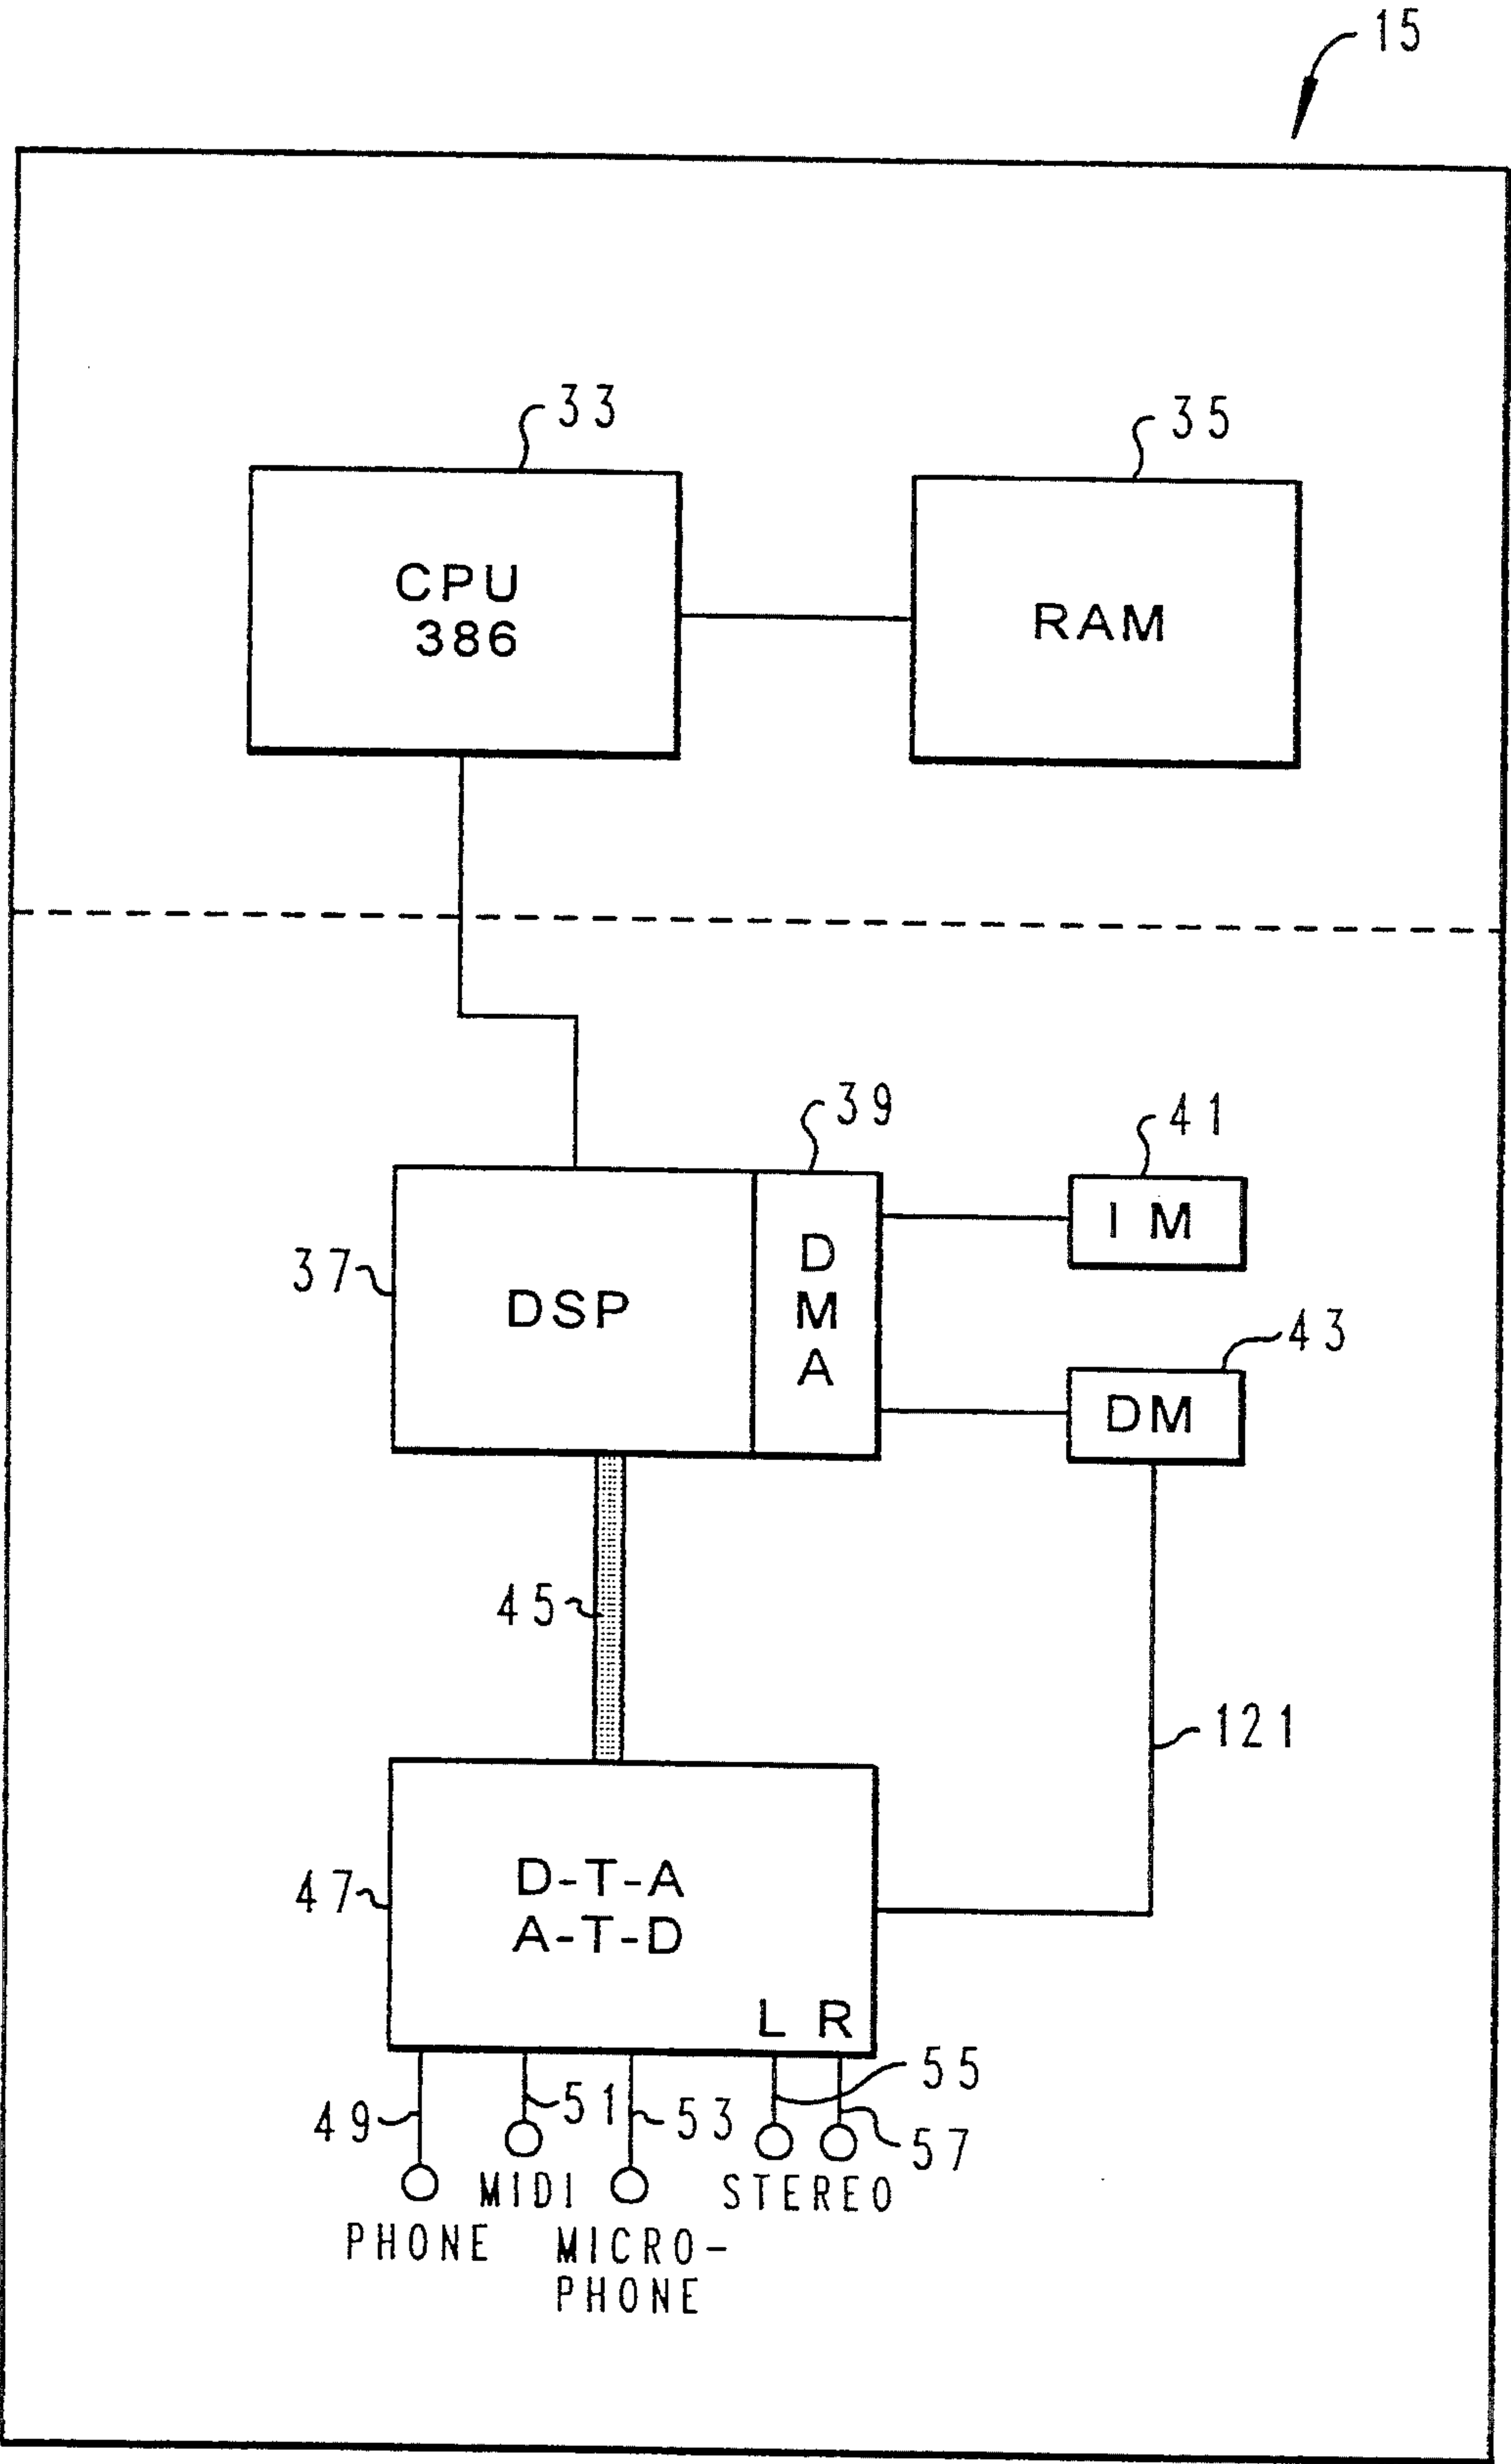 15
33
35
CPU
386
RAM
39
41
I M
37
DSP
D
M
A
43
DM
45
121
47
D-T-A
A-T-D
L R
49
51
53
55
57
MIDI
STEREO
PHONE
MICRO-
PHONE